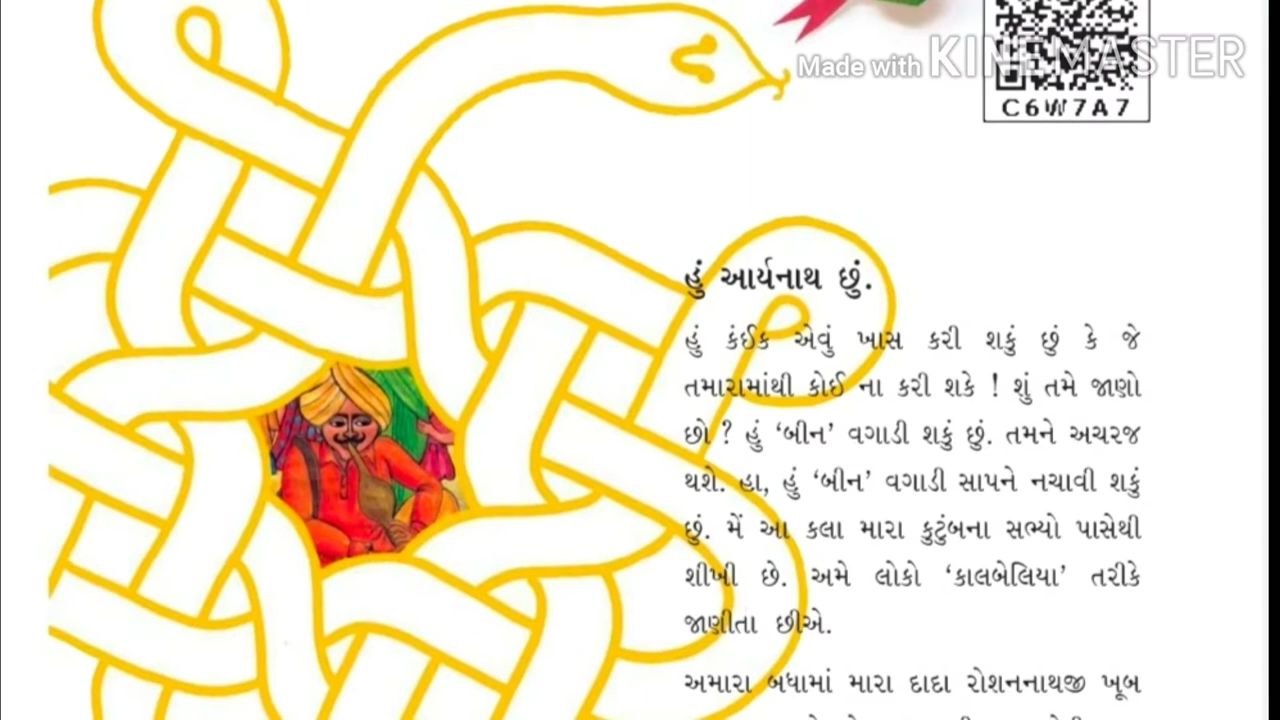 Made with KINEMASTER
C6W7A7
હું આર્યનાથ છું.
હું કંઈક એવું ખાસ કરી શકું છું કે જે
તમારામાંથી કોઈ ના કરી શકે ! શું તમે જાણો
છો ? હું ‘બીન’ વગાડી શકું છું. તમને અચરજ
થશે. હા, હું ‘બીન’ વગાડી સાપને નચાવી શકું
છું. મેં આ કલા મારા કુટુંબના સભ્યો પાસેથી
શીખી છે. અમે લોકો ‘કાલબેલિયા’ તરીકે
જાણીતા છીએ.
અમારા બધામાં મારા દાદા રોશનનાથજી ખૂબ